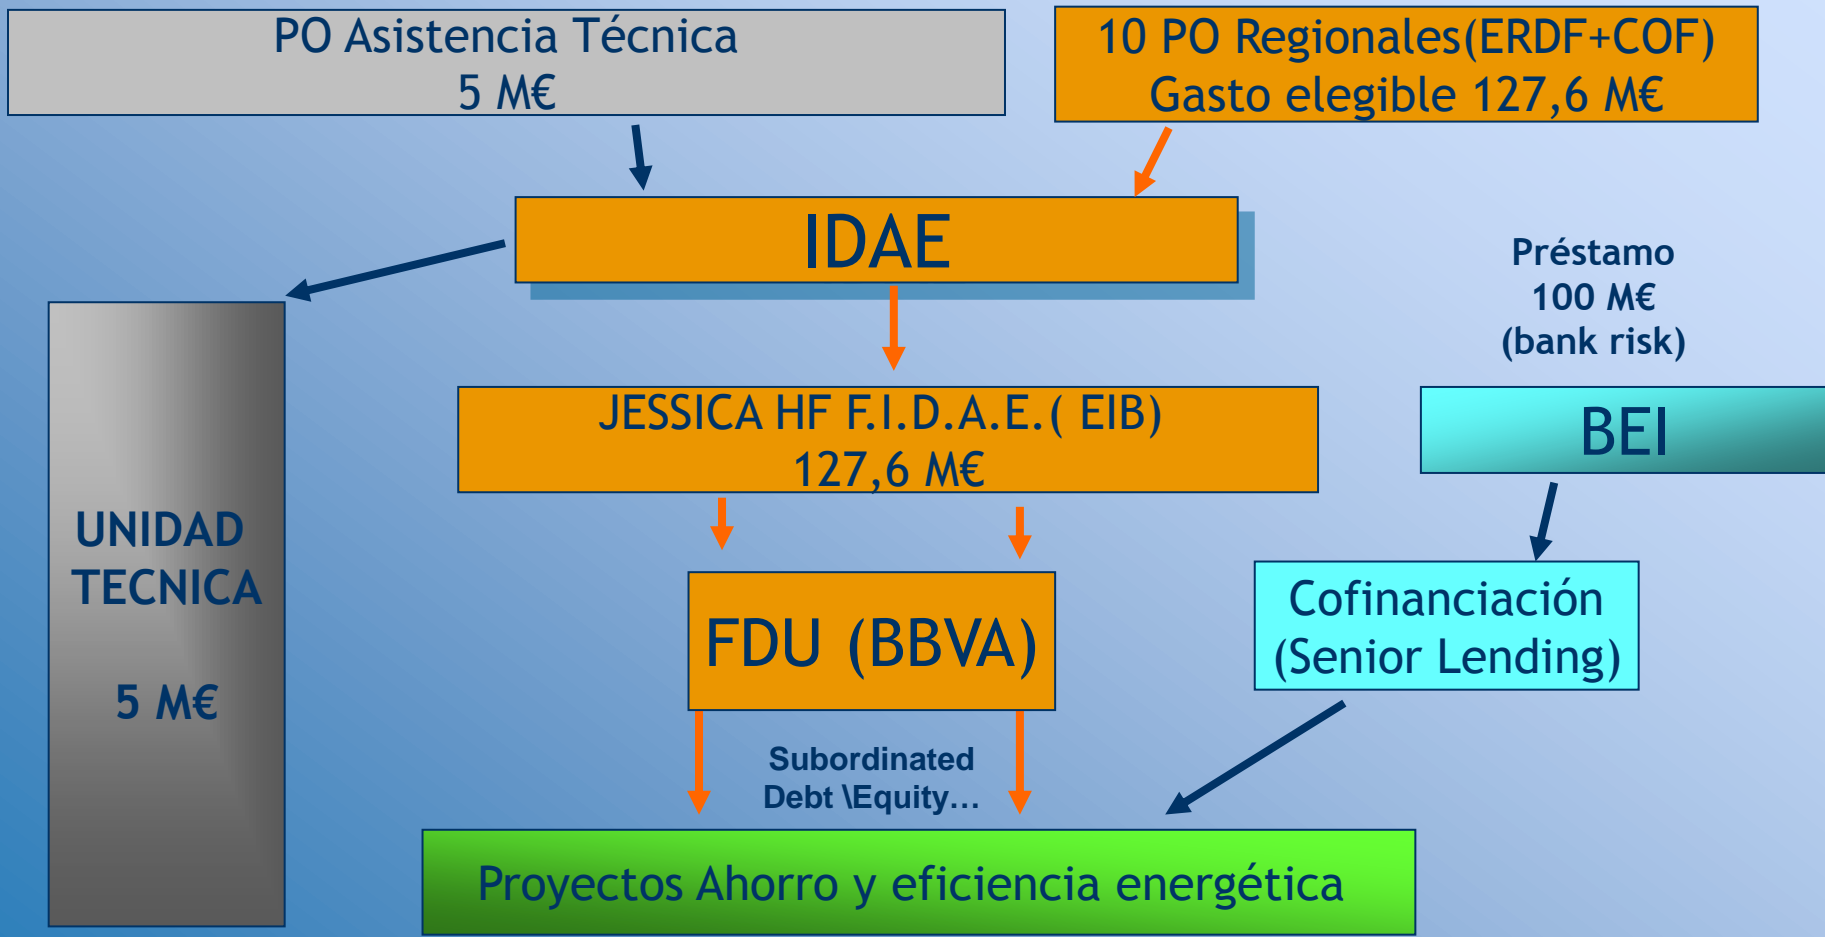 PO Asistencia Técnica
5 M€
10 PO Regionales(ERDF+COF)
Gasto elegible 127,6 M€
IDAE
Préstamo
100 M€
(bank risk)
JESSICA HF F.I.D.A.E.( EIB)
127,6 M€
BEI
UNIDAD
TECNICA
5 M€
FDU (BBVA)
Cofinanciación
(Senior Lending)
Subordinated
Debt \Equity…
Proyectos Ahorro y eficiencia energética